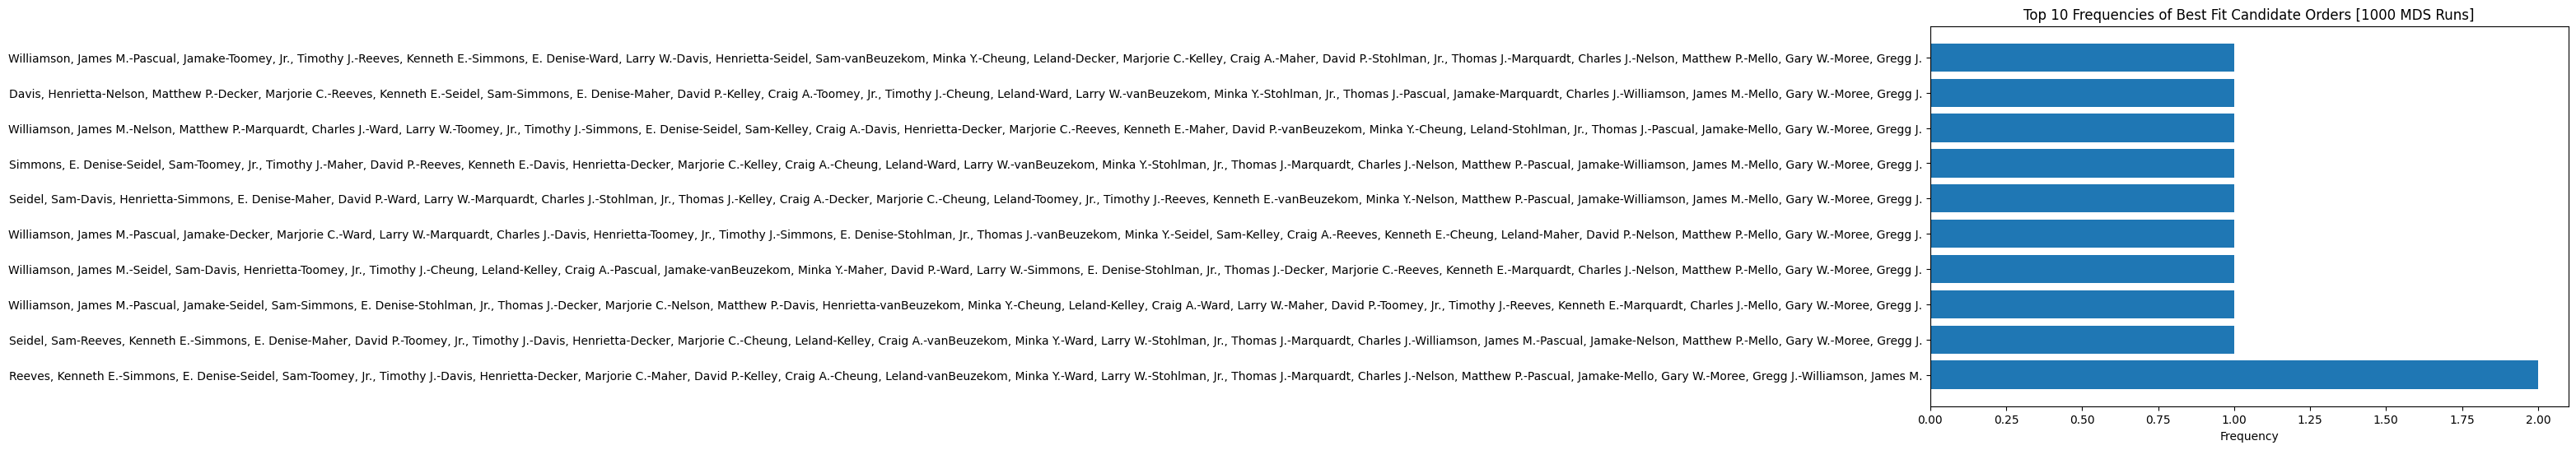 Top 10 Frequencies of Best Fit Candidate Orders [1000 MDS Runs]
Williamson, James M.-Pascual, Jamake-Toomey, Jr., Timothy J.-Reeves, Kenneth E.-Simmons, E. Denise-Ward, Larry W.-Davis, Henrietta-Seidel, Sam-vanBeuzekom, Minka Y.-Cheung, Leland-Decker, Marjorie C.-Kelley, Craig A.-Maher, David P.-Stohlman, Jr., Thomas J.-Marquardt, Charles J.-Nelson, Matthew P.-Mello, Gary W.-Moree, Gregg J.
Davis, Henrietta-Nelson, Matthew P.-Decker, Marjorie C.-Reeves, Kenneth E.-Seidel, Sam-Simmons, E. Denise-Maher, David P.-Kelley, Craig A.-Toomey, Jr., Timothy J.-Cheung, Leland-Ward, Larry W.-vanBeuzekom, Minka Y.-Stohlman, Jr., Thomas J.-Pascual, Jamake-Marquardt, Charles J.-Williamson, James M.-Mello, Gary W.-Moree, Gregg J.
Williamson, James M.-Nelson, Matthew P.-Marquardt, Charles J.-Ward, Larry W.-Toomey, Jr., Timothy J.-Simmons, E. Denise-Seidel, Sam-Kelley, Craig A.-Davis, Henrietta-Decker, Marjorie C.-Reeves, Kenneth E.-Maher, David P.-vanBeuzekom, Minka Y.-Cheung, Leland-Stohlman, Jr., Thomas J.-Pascual, Jamake-Mello, Gary W.-Moree, Gregg J.
Simmons, E. Denise-Seidel, Sam-Toomey, Jr., Timothy J.-Maher, David P.-Reeves, Kenneth E.-Davis, Henrietta-Decker, Marjorie C.-Kelley, Craig A.-Cheung, Leland-Ward, Larry W.-vanBeuzekom, Minka Y.-Stohlman, Jr., Thomas J.-Marquardt, Charles J.-Nelson, Matthew P.-Pascual, Jamake-Williamson, James M.-Mello, Gary W.-Moree, Gregg J.
Seidel, Sam-Davis, Henrietta-Simmons, E. Denise-Maher, David P.-Ward, Larry W.-Marquardt, Charles J.-Stohlman, Jr., Thomas J.-Kelley, Craig A.-Decker, Marjorie C.-Cheung, Leland-Toomey, Jr., Timothy J.-Reeves, Kenneth E.-vanBeuzekom, Minka Y.-Nelson, Matthew P.-Pascual, Jamake-Williamson, James M.-Mello, Gary W.-Moree, Gregg J.
Williamson, James M.-Pascual, Jamake-Decker, Marjorie C.-Ward, Larry W.-Marquardt, Charles J.-Davis, Henrietta-Toomey, Jr., Timothy J.-Simmons, E. Denise-Stohlman, Jr., Thomas J.-vanBeuzekom, Minka Y.-Seidel, Sam-Kelley, Craig A.-Reeves, Kenneth E.-Cheung, Leland-Maher, David P.-Nelson, Matthew P.-Mello, Gary W.-Moree, Gregg J.
Williamson, James M.-Seidel, Sam-Davis, Henrietta-Toomey, Jr., Timothy J.-Cheung, Leland-Kelley, Craig A.-Pascual, Jamake-vanBeuzekom, Minka Y.-Maher, David P.-Ward, Larry W.-Simmons, E. Denise-Stohlman, Jr., Thomas J.-Decker, Marjorie C.-Reeves, Kenneth E.-Marquardt, Charles J.-Nelson, Matthew P.-Mello, Gary W.-Moree, Gregg J.
Williamson, James M.-Pascual, Jamake-Seidel, Sam-Simmons, E. Denise-Stohlman, Jr., Thomas J.-Decker, Marjorie C.-Nelson, Matthew P.-Davis, Henrietta-vanBeuzekom, Minka Y.-Cheung, Leland-Kelley, Craig A.-Ward, Larry W.-Maher, David P.-Toomey, Jr., Timothy J.-Reeves, Kenneth E.-Marquardt, Charles J.-Mello, Gary W.-Moree, Gregg J.
Seidel, Sam-Reeves, Kenneth E.-Simmons, E. Denise-Maher, David P.-Toomey, Jr., Timothy J.-Davis, Henrietta-Decker, Marjorie C.-Cheung, Leland-Kelley, Craig A.-vanBeuzekom, Minka Y.-Ward, Larry W.-Stohlman, Jr., Thomas J.-Marquardt, Charles J.-Williamson, James M.-Pascual, Jamake-Nelson, Matthew P.-Mello, Gary W.-Moree, Gregg J.
Reeves, Kenneth E.-Simmons, E. Denise-Seidel, Sam-Toomey, Jr., Timothy J.-Davis, Henrietta-Decker, Marjorie C.-Maher, David P.-Kelley, Craig A.-Cheung, Leland-vanBeuzekom, Minka Y.-Ward, Larry W.-Stohlman, Jr., Thomas J.-Marquardt, Charles J.-Nelson, Matthew P.-Pascual, Jamake-Mello, Gary W.-Moree, Gregg J.-Williamson, James M.
0.00 0.25 0.50 0.75 1.00 1.25 1.50 1.75 2.00
Frequency